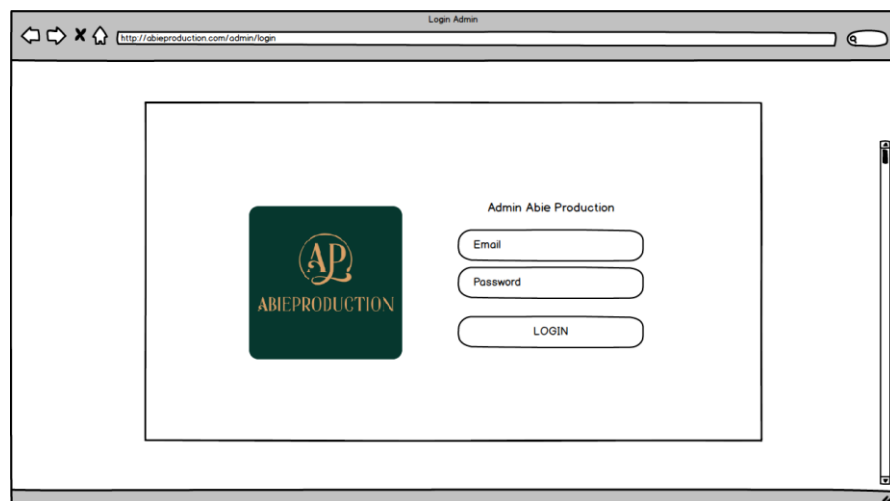 Login Admin
http://abieproduction.com/admin/login
Admin Abie Production
Email
Password
LOGIN
AP
ABIEPRODUCTION